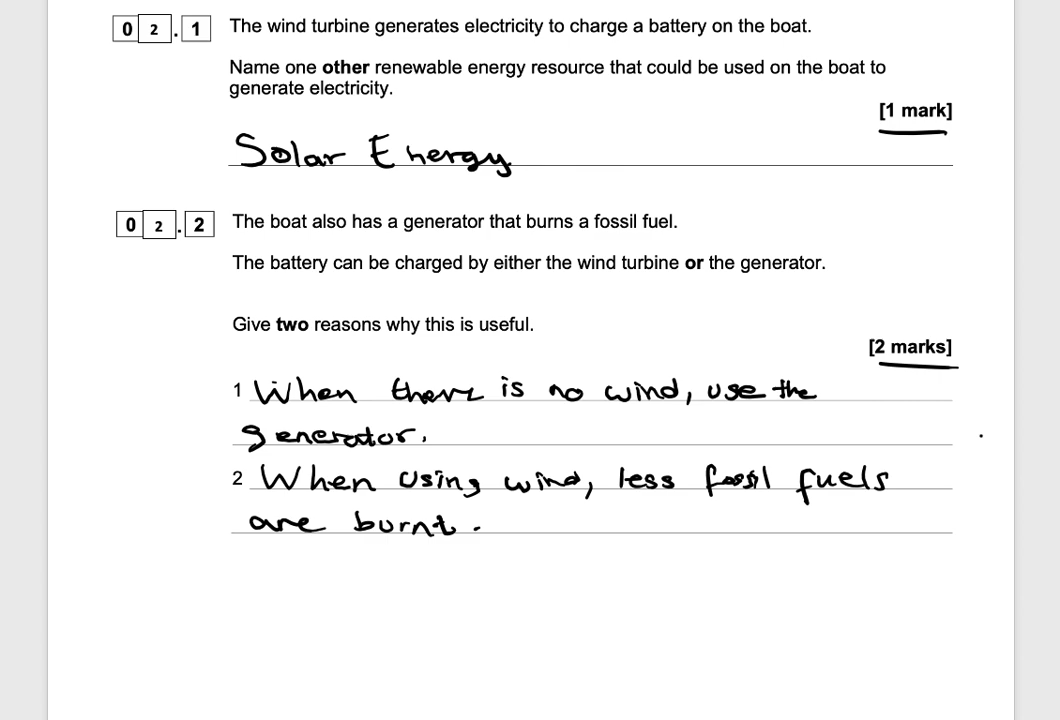 0 2 . 1 The wind turbine generates electricity to charge a battery on the boat.
Name one other renewable energy resource that could be used on the boat to
generate electricity.
[1 mark]
Solar Energy
0 2 . 2 The boat also has a generator that burns a fossil fuel.
The battery can be charged by either the wind turbine or the generator.
Give two reasons why this is useful.
[2 marks]
1 When there is no wind, use the
generator.
2 When using wind, less fossil fuels
are burnt.